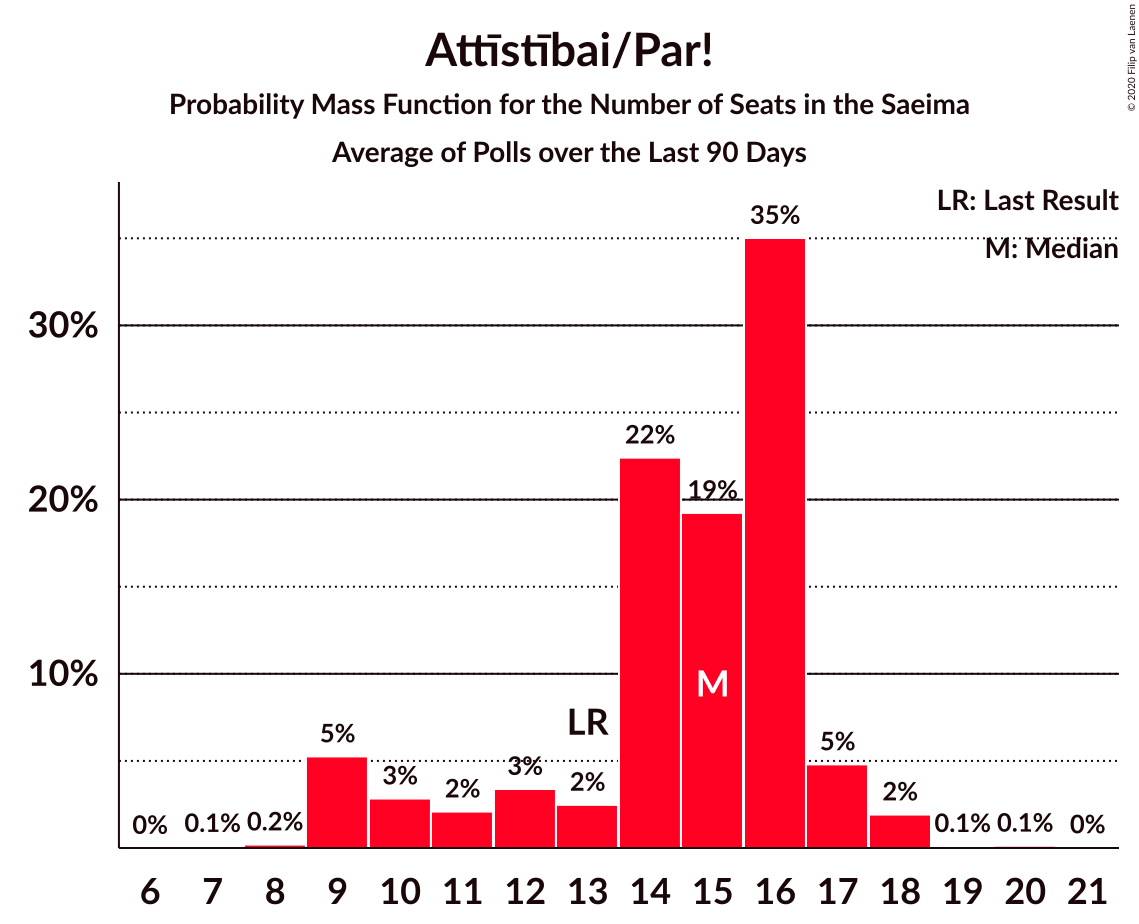 Attīstībai/Par!
Probability Mass Function for the Number of Seats in the Saeima
Average of Polls over the Last 90 Days
© 2020 Filip van Laenen
LR: Last Result
M: Median
30%
20%
10%
0%
0.1%
0.2%
5%
3%
2%
3%
2%
LR
22%
19%
M
35%
5%
2%
0.1%
0.1%
0%
6 7 8 9 10 11 12 13 14 15 16 17 18 19 20 21